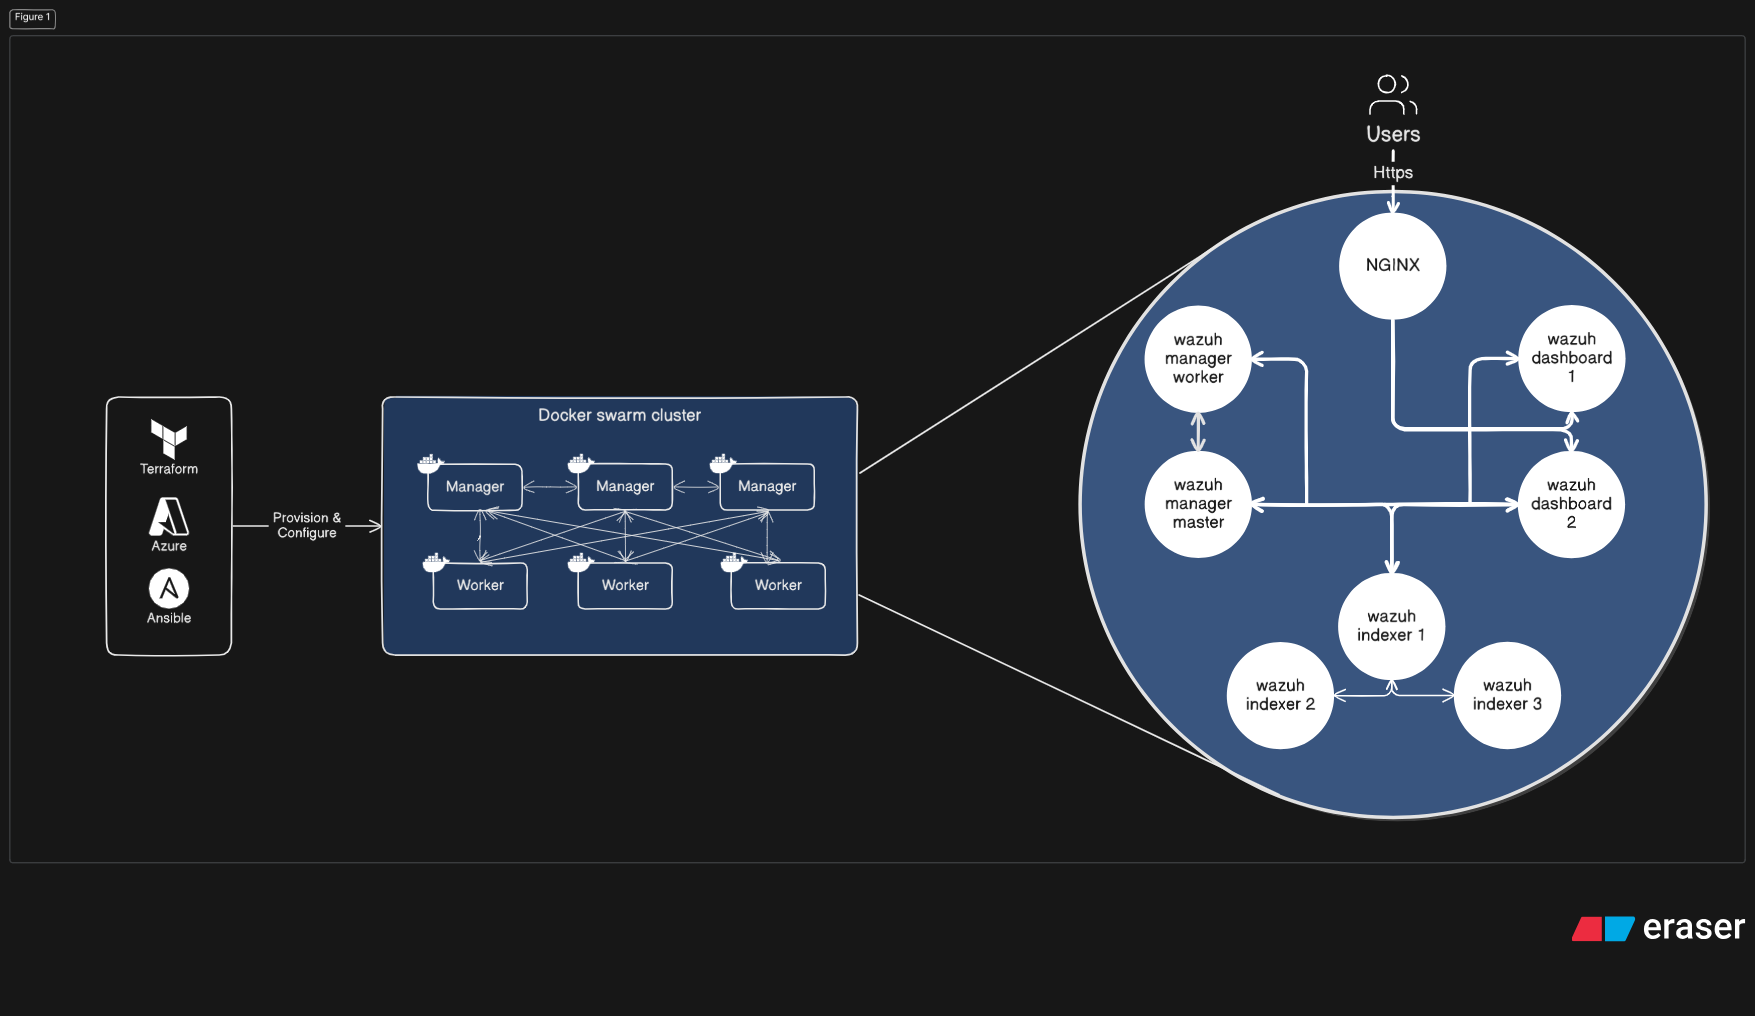 Figure 1
Users
Https
NGINX
wazuh
manager
worker
wazuh
dashboard
1
Terraform
Azure
Ansible
Provision &
Configure
Docker swarm cluster
Manager
Manager
Manager
Worker
Worker
Worker
wazuh
manager
master
wazuh
dashboard
2
wazuh
indexer 1
wazuh
indexer 2
wazuh
indexer 3
eraser